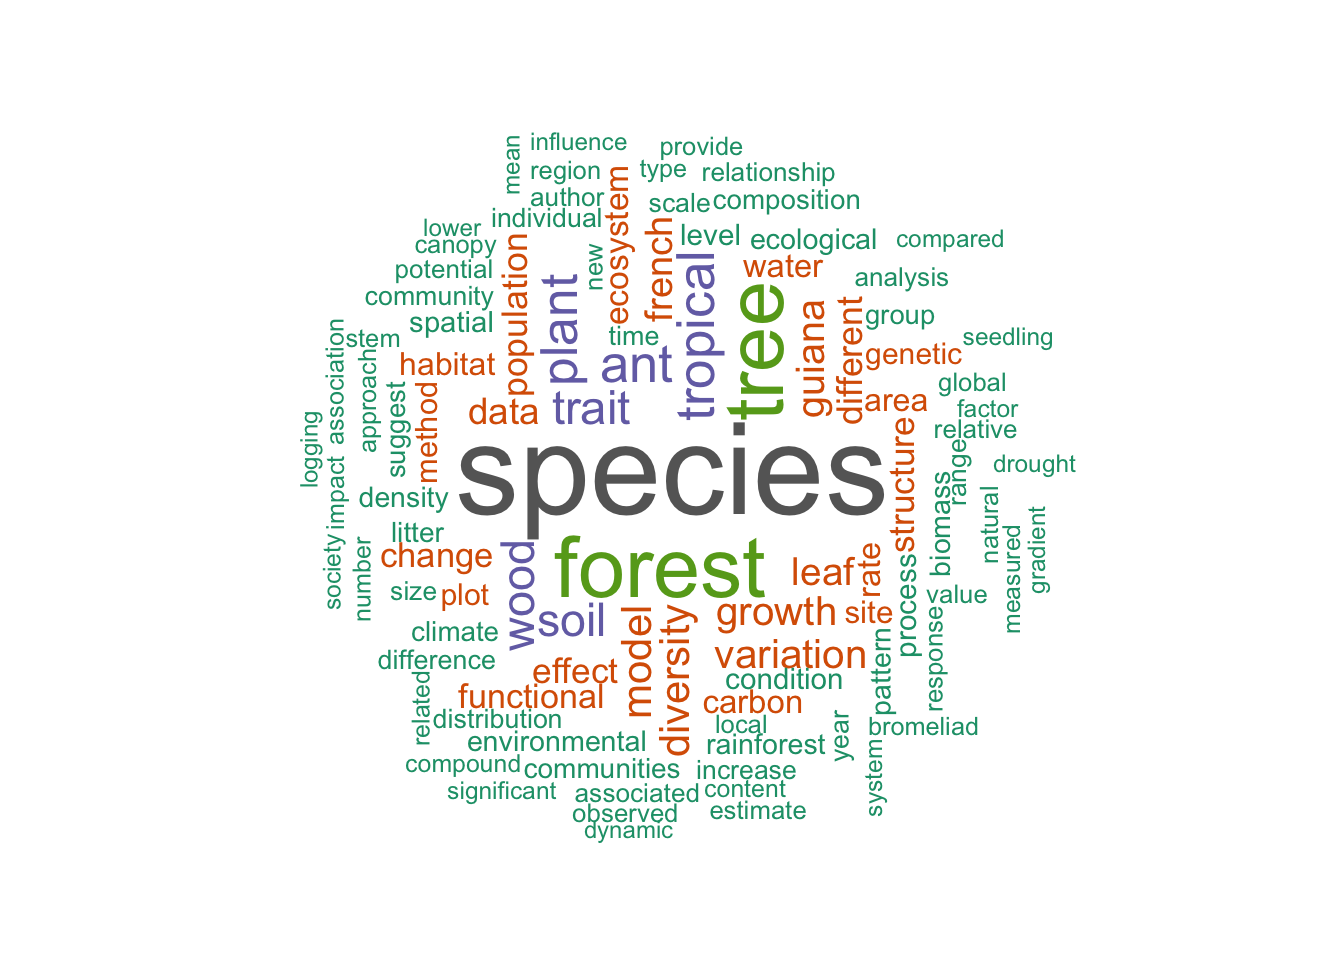 mean
influence
provide
region
type
relationship
author
ecosystem
scale
composition
individual
french
lower
canopy
level
ecological
compared
population
new
potential
plant
tropical
water
analysis
community
tree
guiana
different
group
spatial
time
seedling
stem
association
approach
habitat
ant
genetic
global
suggest
method
data
trait
area
factor
relative
logging
species
structure
range
drought
impact
density
biomass
natural
litter
measured
gradient
society
number
change
wood
forest
leaf
rate
process
size
plot
value
soil
model
diversity
growth
site
response
climate
difference
effect
variation
pattern
related
functional
condition
carbon
distribution
local
year
bromeliad
environmental
rainforest
system
compound
communities
increase
significant
associated
content
observed
estimate
dynamic